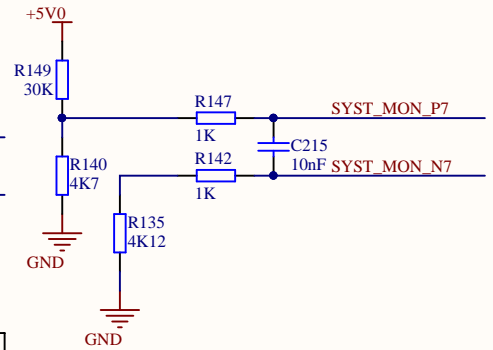 +5V0
R149
30K
R147
1K
SYST_MON_P7
C215
10nF
R142
1K
SYST_MON_N7
R140
4K7
R135
4K12
GND
GND